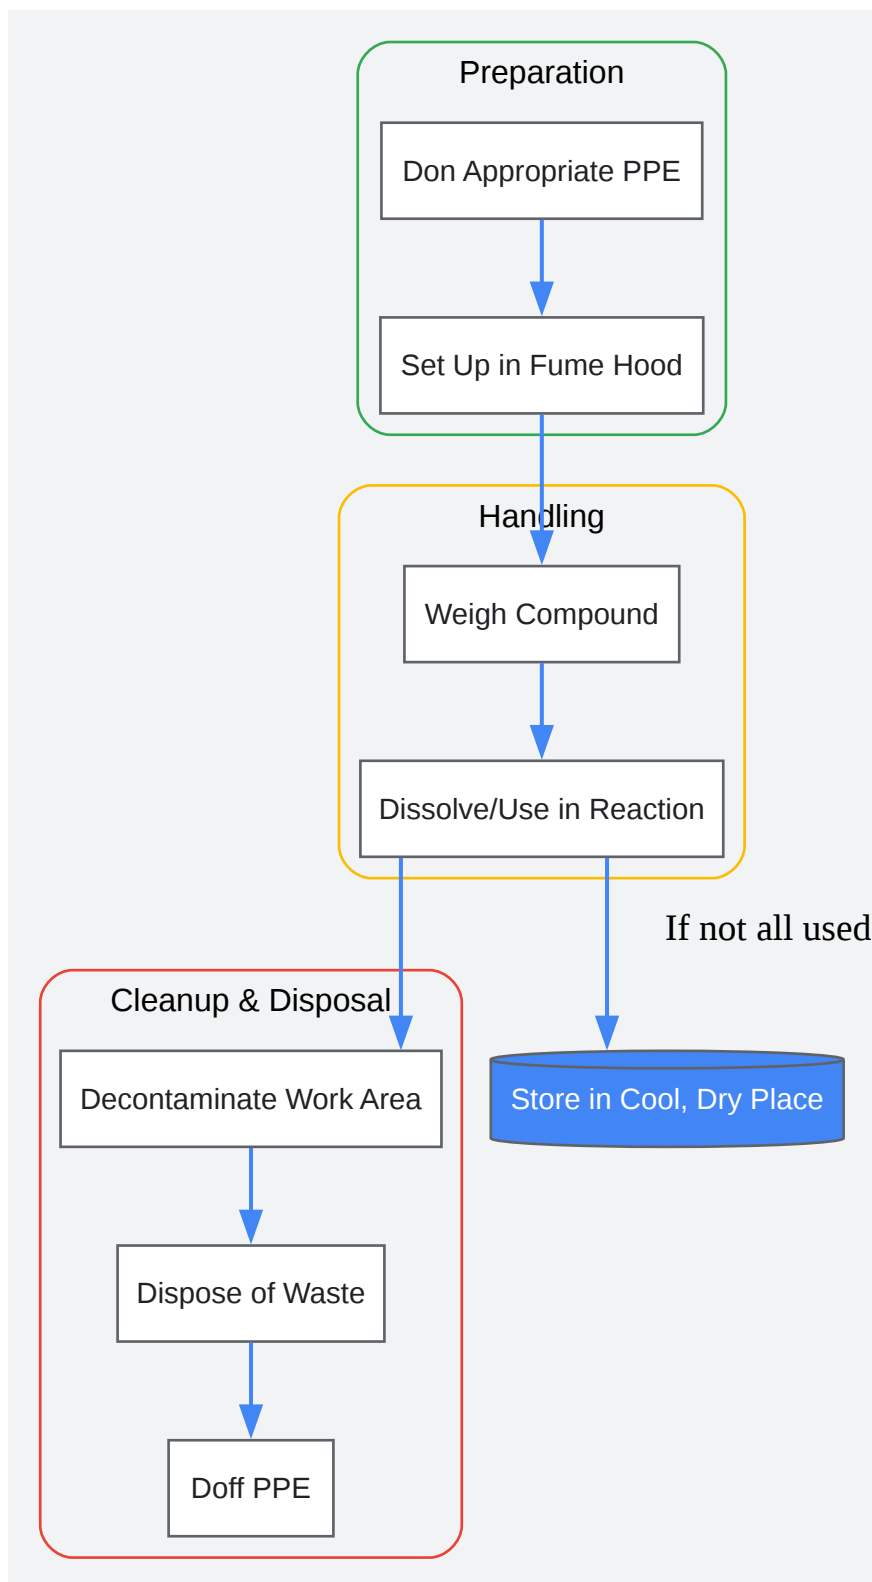 Preparation
Don Appropriate PPE
Set Up in Fume Hood
Handling
Weigh Compound
Dissolve/Use in Reaction
If not all used
Cleanup & Disposal
Decontaminate Work Area
Store in Cool, Dry Place
Dispose of Waste
Doff PPE